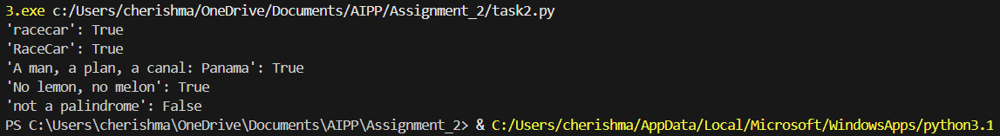 3.exe c:/Users/cherishma/OneDrive/Documents/AIPP/Assignment_2/task2.py
'racecar': True
'RaceCar': True
'A man, a plan, a canal: Panama': True
'No lemon, no melon': True
'not a palindrome': False
PS C:\Users\cherishma\OneDrive\Documents\AIPP\Assignment_2> & C:/Users/cherishma/AppData/Local/Microsoft/WindowsApps/python3.1